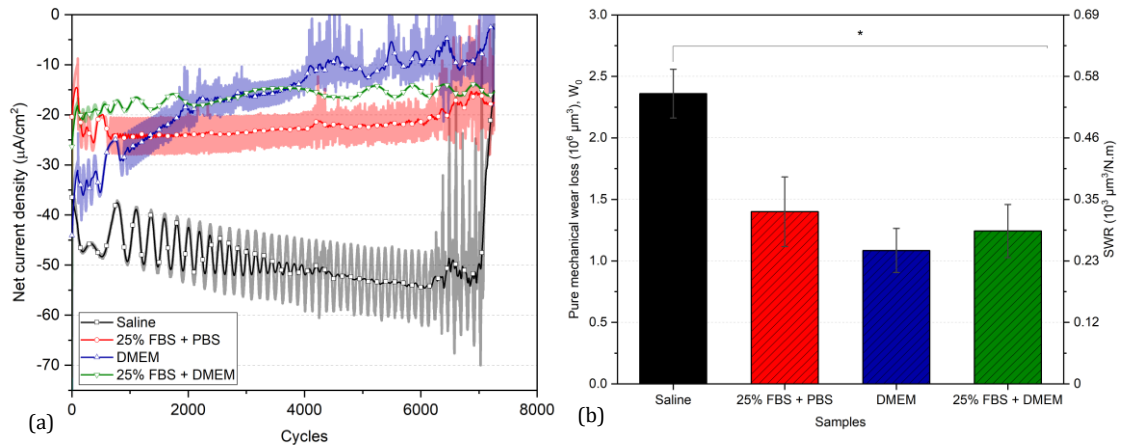 0
-10
-20
-30
-40
-50
-60
-70
Net current density (µA/cm²)
Saline
25% FBS + PBS
DMEM
25% FBS + DMEM
0 2000 4000 6000 8000
Cycles
(a)
3.0
2.5
2.0
1.5
1.0
0.5
0.0
Pure mechanical wear loss (10⁶ µm³), W₀
*
0.69
0.58
0.46
0.35
0.23
0.12
0
SWR (10³ µm³/N.m)
Saline 25% FBS + PBS DMEM 25% FBS + DMEM
Samples
(b)